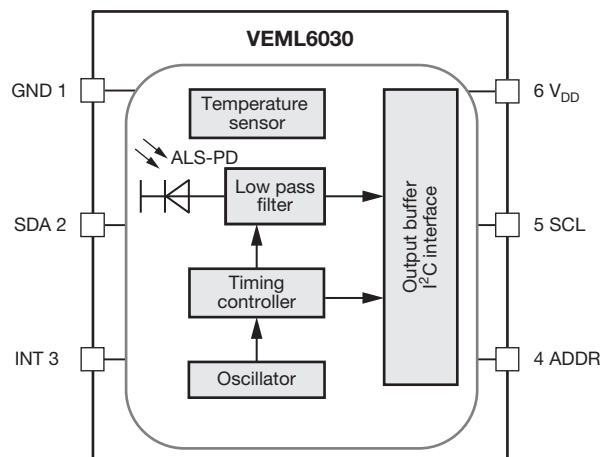 VEML6030
GND 1
6 VDD
Temperature
sensor
ALS-PD
Low pass
filter
SDA 2
5 SCL
Output buffer
I²C interface
Timing
controller
INT 3
4 ADDR
Oscillator